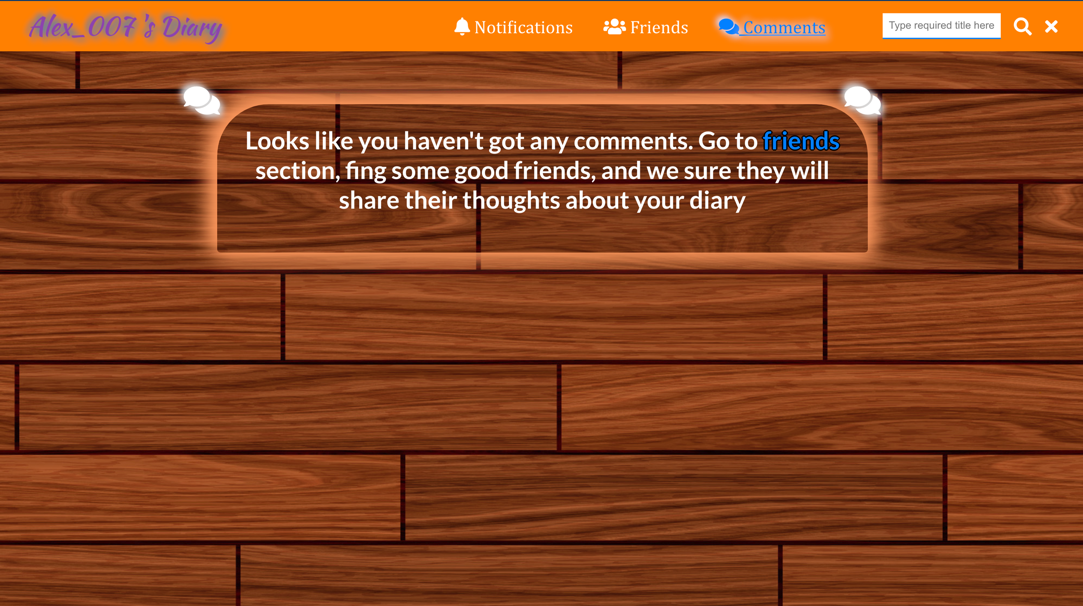 Alex_007 's Diary
Notifications
Friends
Comments
Type required title here
Looks like you haven't got any comments. Go to friends
section, fing some good friends, and we sure they will
share their thoughts about your diary